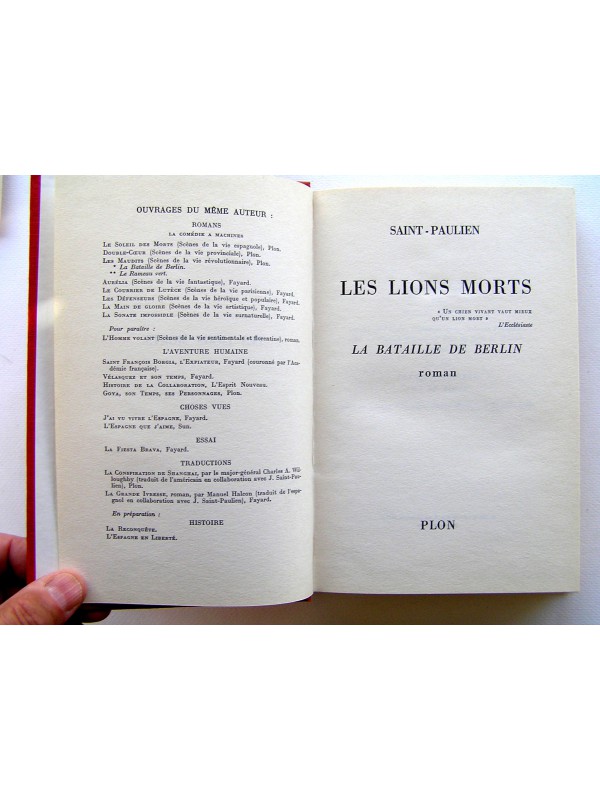 OUVRAGES DU MÊME AUTEUR :
ROMANS
LA COMÉDIE A MACHINES
LE SOLEIL DES MORTS (Scènes de la vie espagnole), Plon.
DOUBLE-CŒUR (Scènes de la vie provinciale), Plon.
LES MAUDITS (Scènes de la vie révolutionnaire), Plon.
* La Bataille de Berlin.
** Le Rameau vert.
AURÉLIA (Scènes de la vie fantastique), Fayard.
LE COURRIER DE LUTÈCE (Scènes de la vie parisienne), Fayard.
LES DÉFENSEURS (Scènes de la vie héroïque et populaire), Fayard.
LA MAIN DE GLOIRE (Scènes de la vie artistique), Fayard.
LA SONATE IMPOSSIBLE (Scènes de la vie surnaturelle), Fayard.
Pour paraître :
L'HOMME VOLANT (Scènes de la vie sentimentale et florentine), roman.
L'AVENTURE HUMAINE
SAINT FRANÇOIS BORGIA, L'EXPIATEUR, Fayard (couronné par l'Aca-
démie française).
VÉLASQUEZ ET SON TEMPS, Fayard.
HISTOIRE DE LA COLLABORATION, L'Esprit Nouveau.
GOYA, SON TEMPS, SES PERSONNAGES, Plon.
CHOSES VUES
J'AI VU VIVRE L'ESPAGNE, Fayard.
L'ESPAGNE QUE J'AIME, Sun.
ESSAI
LA FIESTA BRAVA, Fayard.
TRADUCTIONS
LA CONSPIRATION DE SHANGHAI, par le major-général Charles A. Wil-
loughby (traduit de l'américain en collaboration avec J. Saint-Paulien),
Plon.
LA GRANDE IVRESSE, roman, par Manuel Halcon (traduit de l'espa-
gnol en collaboration avec J. Saint-Paulien), Fayard.
En préparation :
HISTOIRE
LA RECONQUÊTE.
L'ESPAGNE EN LIBERTÉ.
SAINT-PAULIEN
LES LIONS MORTS
« UN CHIEN VIVANT VAUT MIEUX
QU'UN LION MORT »
L'Ecclésiaste
LA BATAILLE DE BERLIN
roman
PLON